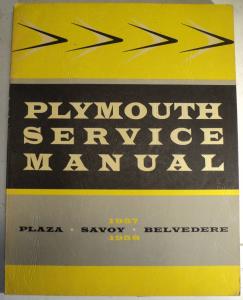 PLYMOUTH
SERVICE
MANUAL
1957
PLAZA • SAVOY • BELVEDERE
1958